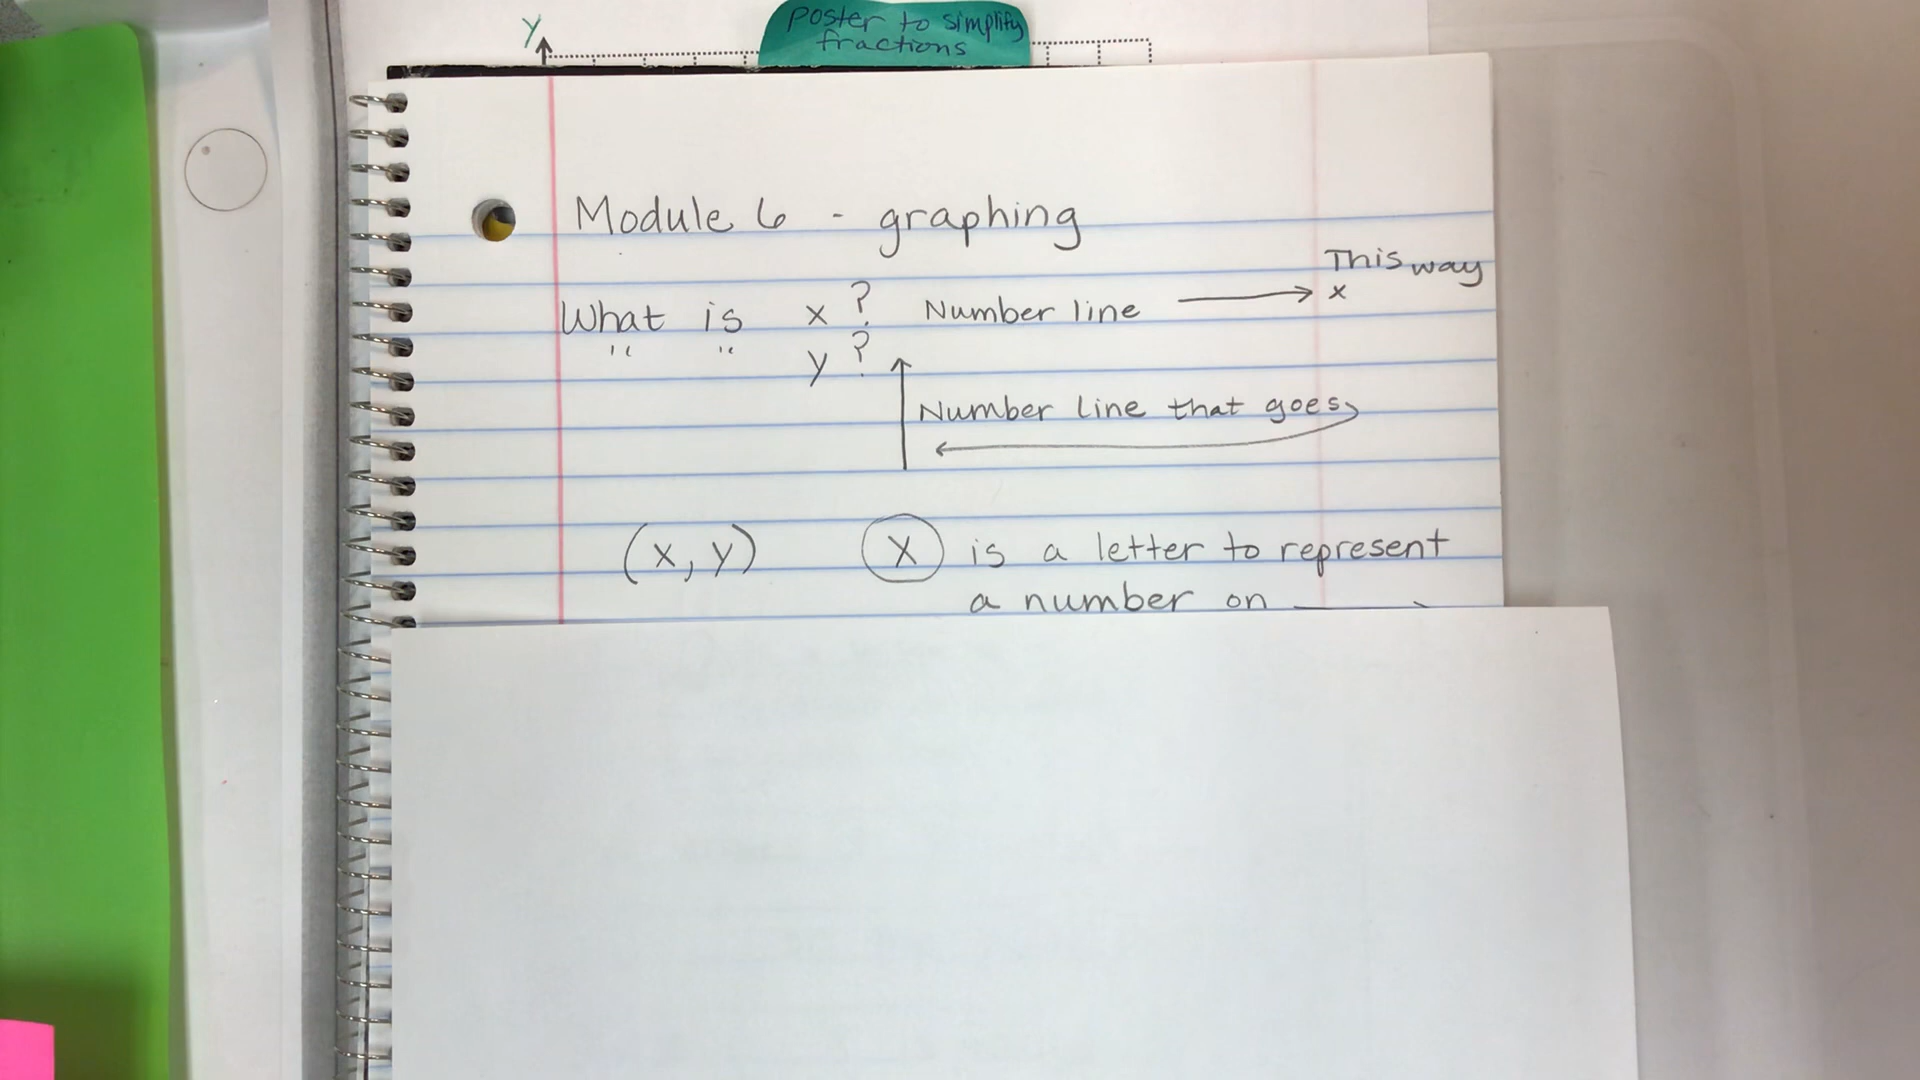 Y
poster to simplify
fractions
Module 6 - graphing
This way
What is x? Number line → x
" " y?
Number line that goes
(x, y) X is a letter to represent
a number on